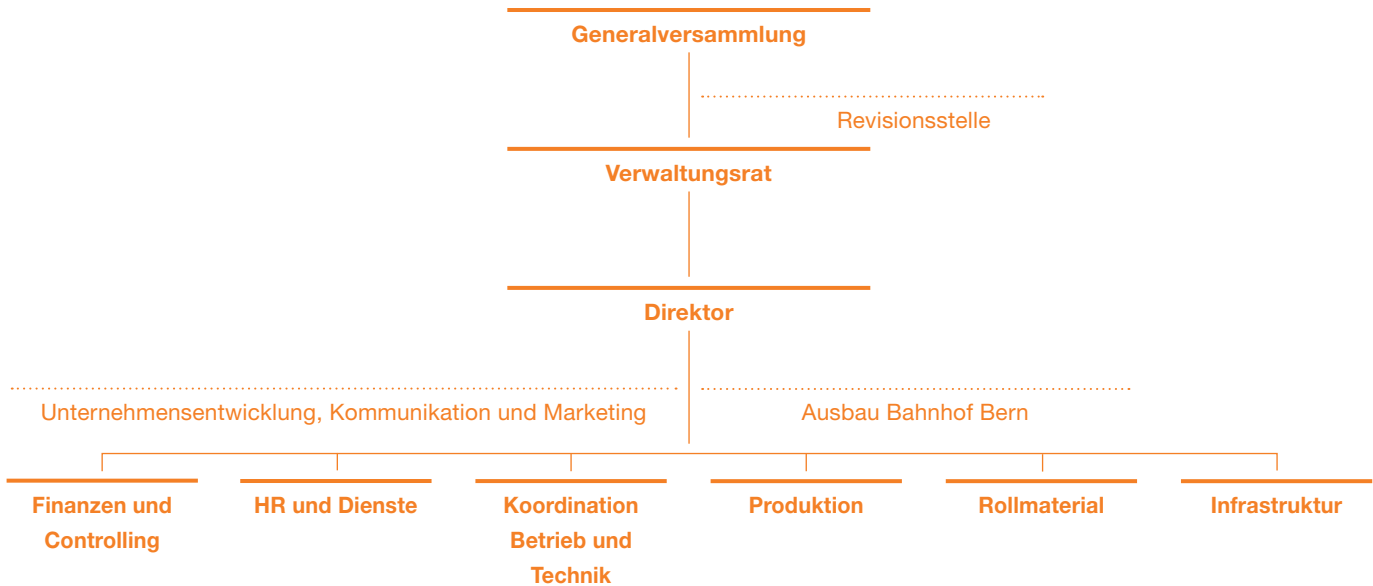 Generalversammlung
Revisionsstelle
Verwaltungsrat
Direktor
Unternehmensentwicklung, Kommunikation und Marketing
Ausbau Bahnhof Bern
Finanzen und
Controlling
HR und Dienste
Koordination
Betrieb und
Technik
Produktion
Rollmaterial
Infrastruktur